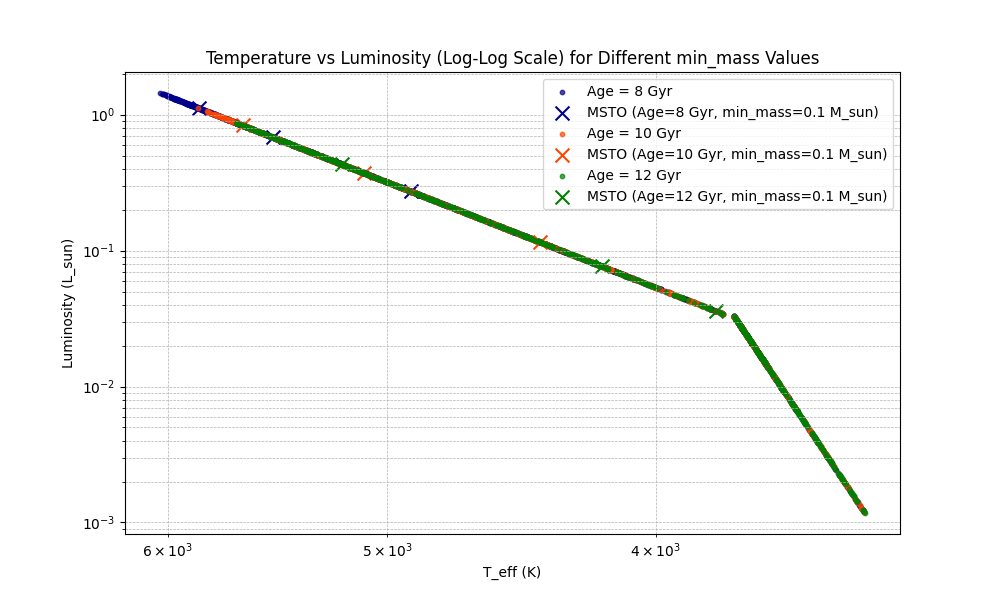 Temperature vs Luminosity (Log-Log Scale) for Different min_mass Values
Age = 8 Gyr
MSTO (Age=8 Gyr, min_mass=0.1 M_sun)
Age = 10 Gyr
MSTO (Age=10 Gyr, min_mass=0.1 M_sun)
Age = 12 Gyr
MSTO (Age=12 Gyr, min_mass=0.1 M_sun)
Luminosity (L_sun)
10⁰
10⁻¹
10⁻²
10⁻³
6 × 10³
5 × 10³
4 × 10³
T_eff (K)